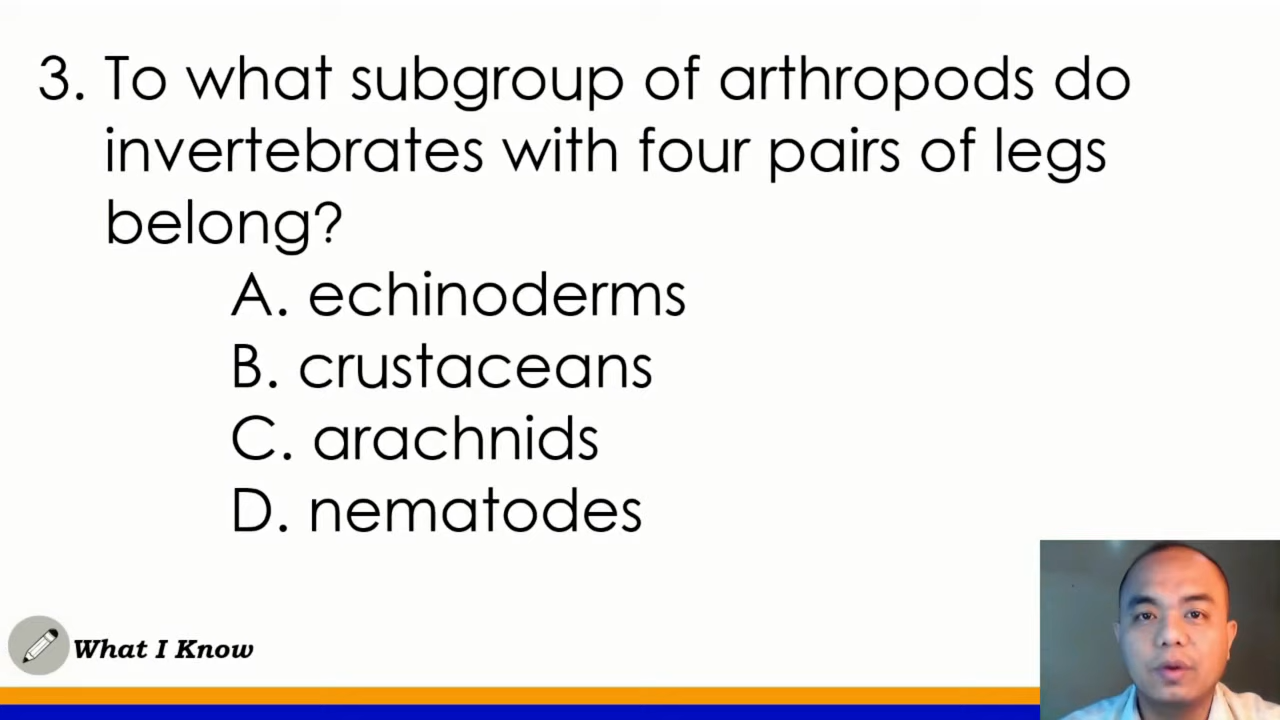 3. To what subgroup of arthropods do
invertebrates with four pairs of legs
belong?
A. echinoderms
B. crustaceans
C. arachnids
D. nematodes
What I Know